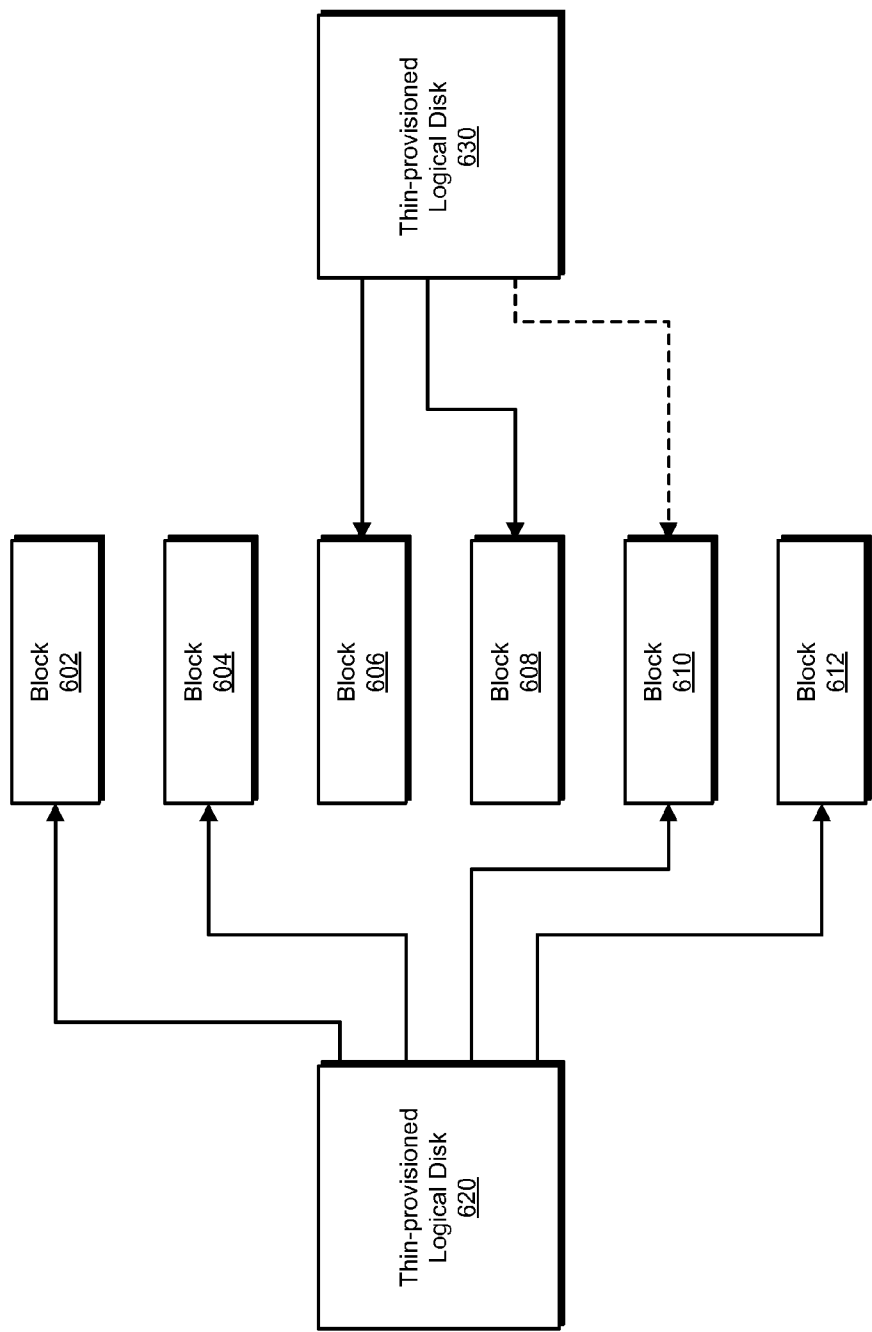 Thin-provisioned
Logical Disk
630
Block
602
Block
604
Block
606
Block
608
Block
610
Block
612
Thin-provisioned
Logical Disk
620